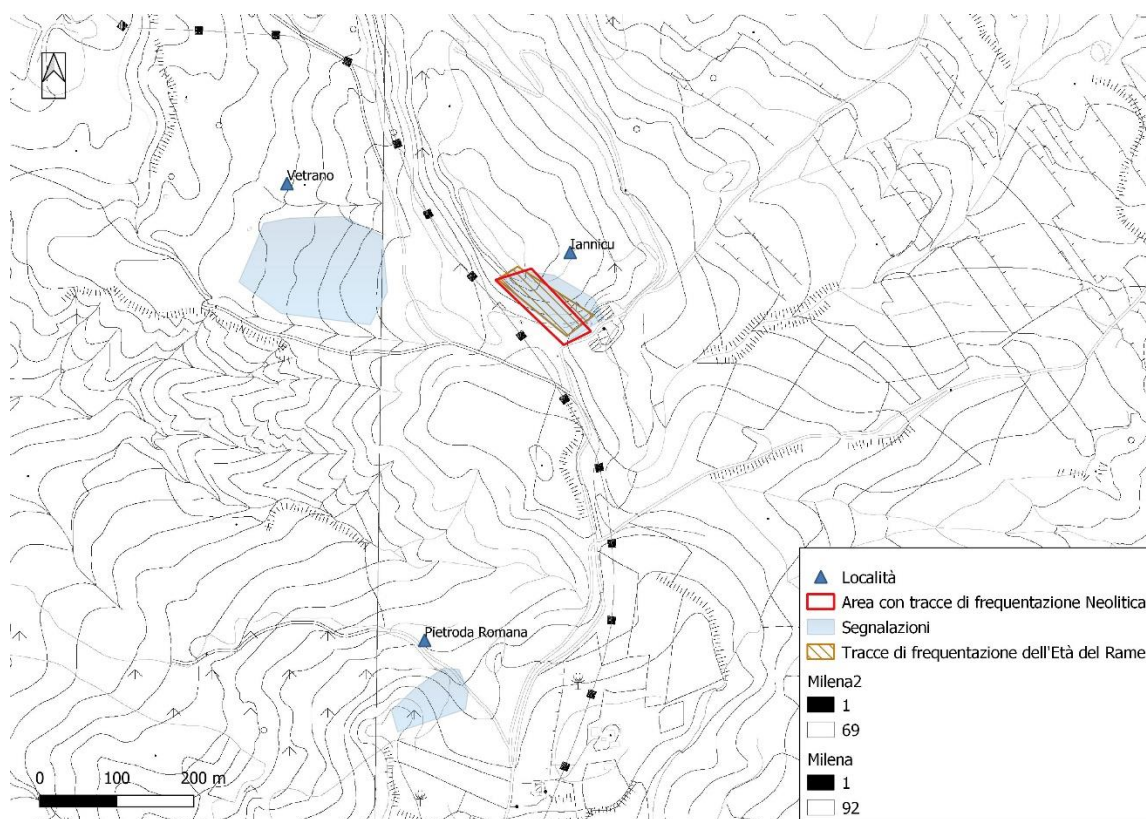 Vetrano
Iannicu
Pietroda Romana
0 100 200 m
Località
Area con tracce di frequentazione Neolitica
Segnalazioni
Tracce di frequentazione dell'Età del Rame
Milena2
1
69
Milena
1
92